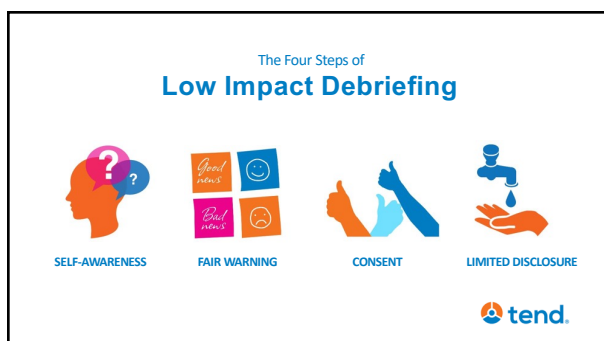 The Four Steps of
Low Impact Debriefing
?
?
Good
news
Bad
news
SELF-AWARENESS
FAIR WARNING
CONSENT
LIMITED DISCLOSURE
tend®